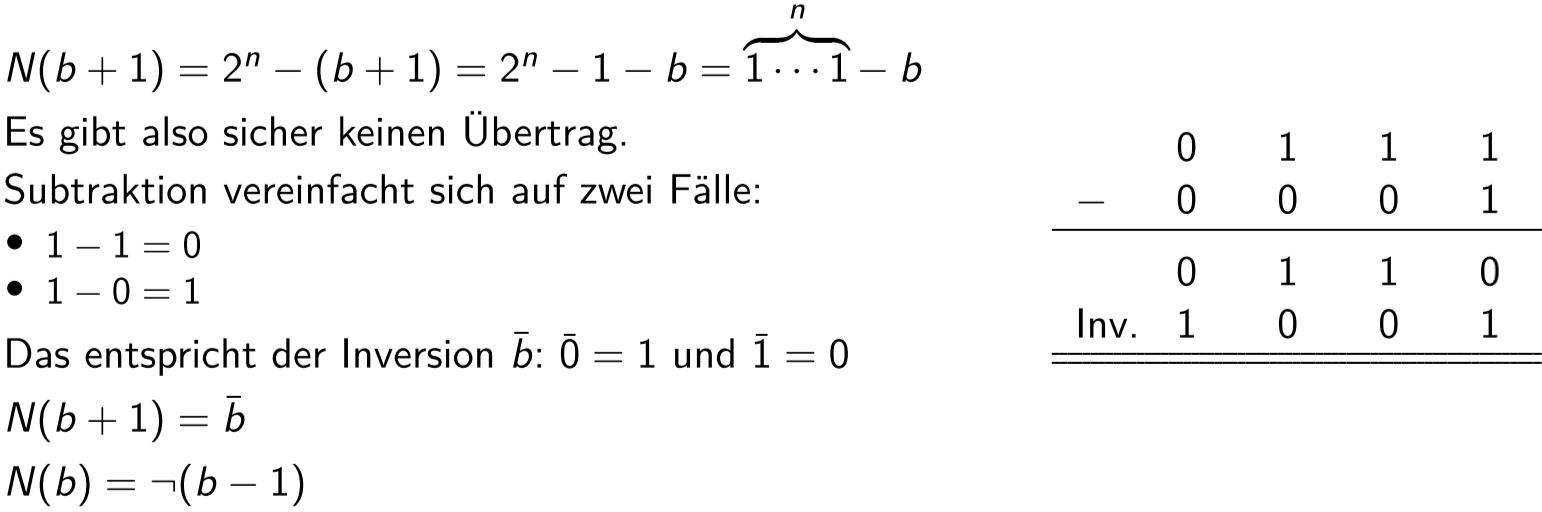 n
N(b + 1) = 2ⁿ − (b + 1) = 2ⁿ − 1 − b = 1 ⋯ 1 − b
Es gibt also sicher keinen Übertrag.
Subtraktion vereinfacht sich auf zwei Fälle:
• 1 − 1 = 0
• 1 − 0 = 1
Das entspricht der Inversion b̄: 0̄ = 1 und 1̄ = 0
N(b + 1) = b̄
N(b) = ¬(b − 1)
0 1 1 1
− 0 0 0 1
0 1 1 0
Inv. 1 0 0 1